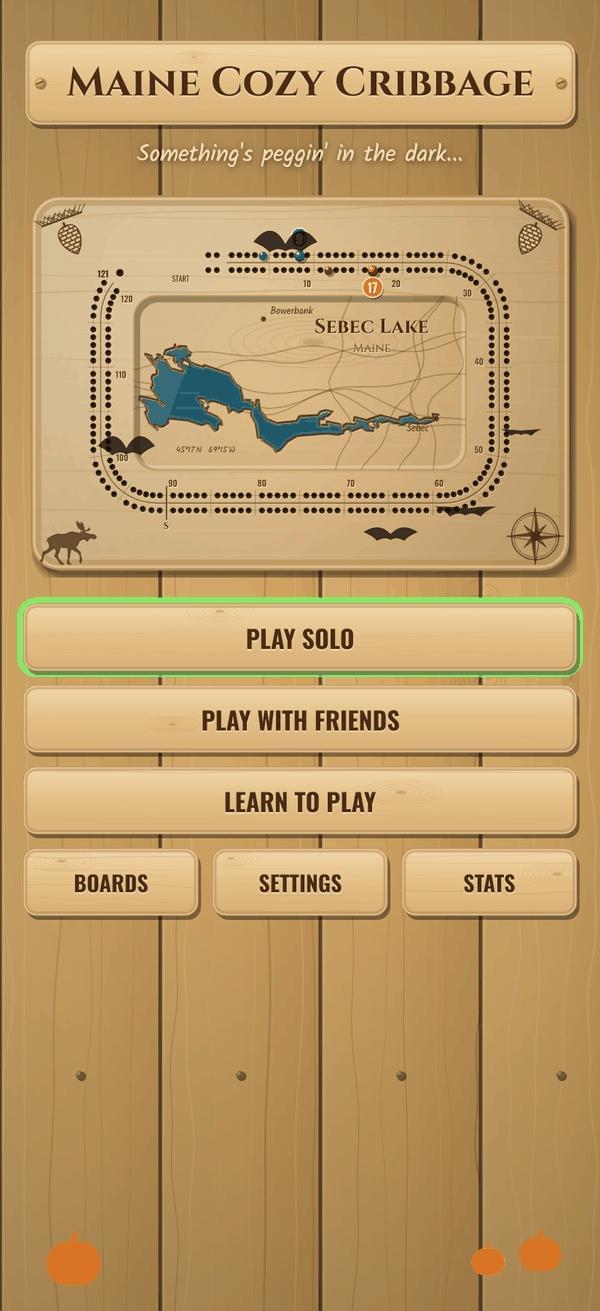 MAINE COZY CRIBBAGE
Something's peggin' in the dark...
121
START
10
17
20
30
120
Bowerbank
SEBEC LAKE
MAINE
40
110
Sebec
45°17'N 69°15'W
50
100
90
80
70
60
S
PLAY SOLO
PLAY WITH FRIENDS
LEARN TO PLAY
BOARDS
SETTINGS
STATS